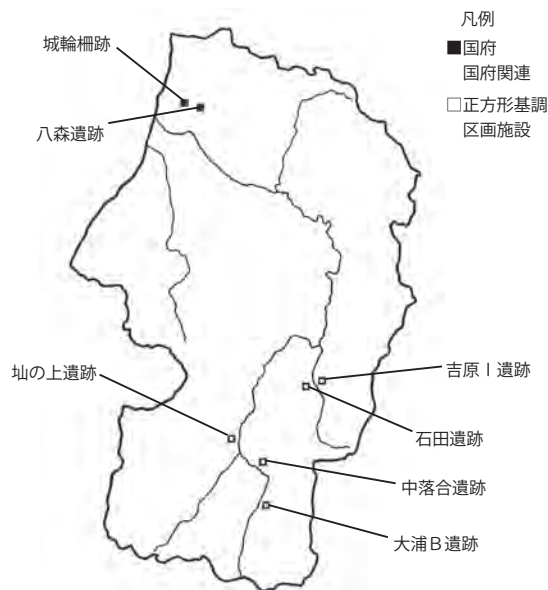 凡例
■国府
国府関連
□正方形基調
区画施設
城輪柵跡
八森遺跡
圸の上遺跡
吉原Ⅰ遺跡
石田遺跡
中落合遺跡
大浦B遺跡